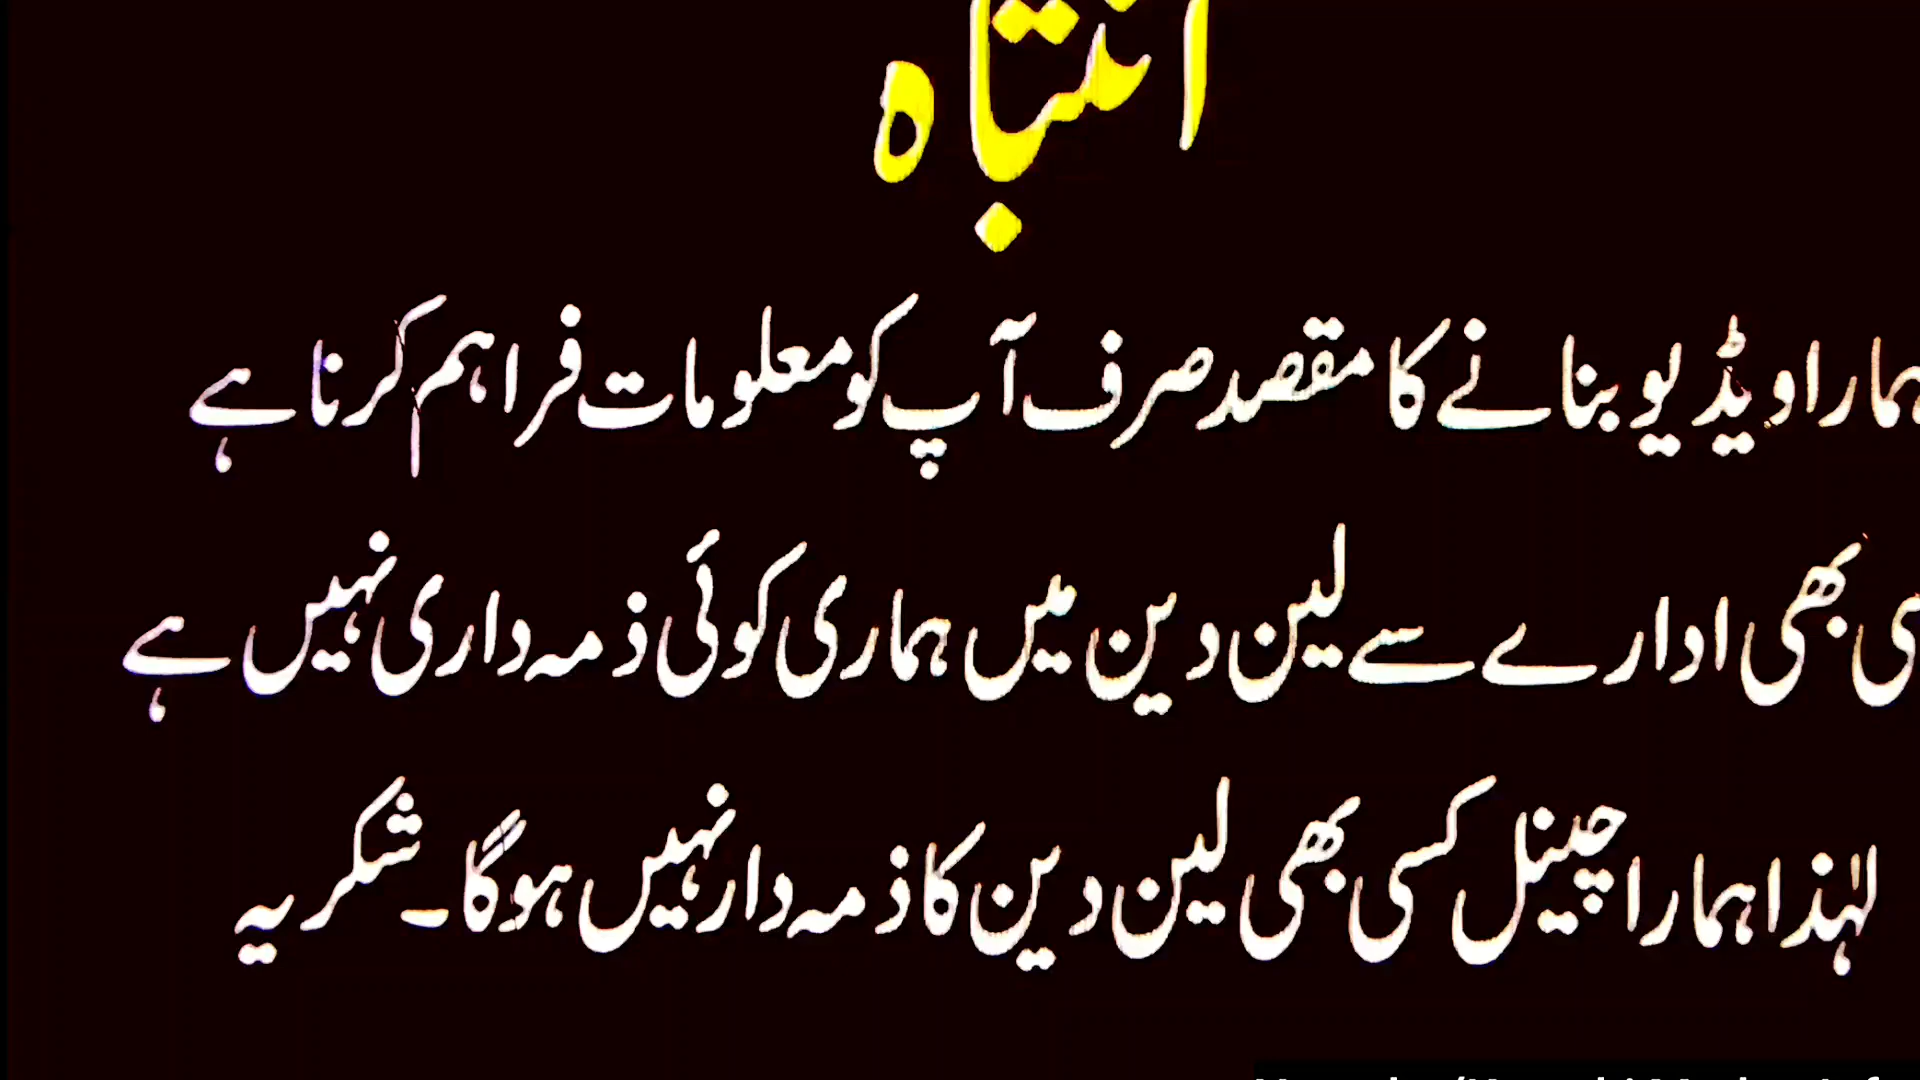 انتباہ
ہمارا ویڈیو بنانے کا مقصد صرف آپ کو معلومات فراہم کرنا ہے
بھی ادارے سے لین دین میں ہماری کوئی ذمہ داری نہیں ہے
لہٰذا ہمارا چینل کسی بھی لین دین کا ذمہ دار نہیں ہوگا۔ شکریہ